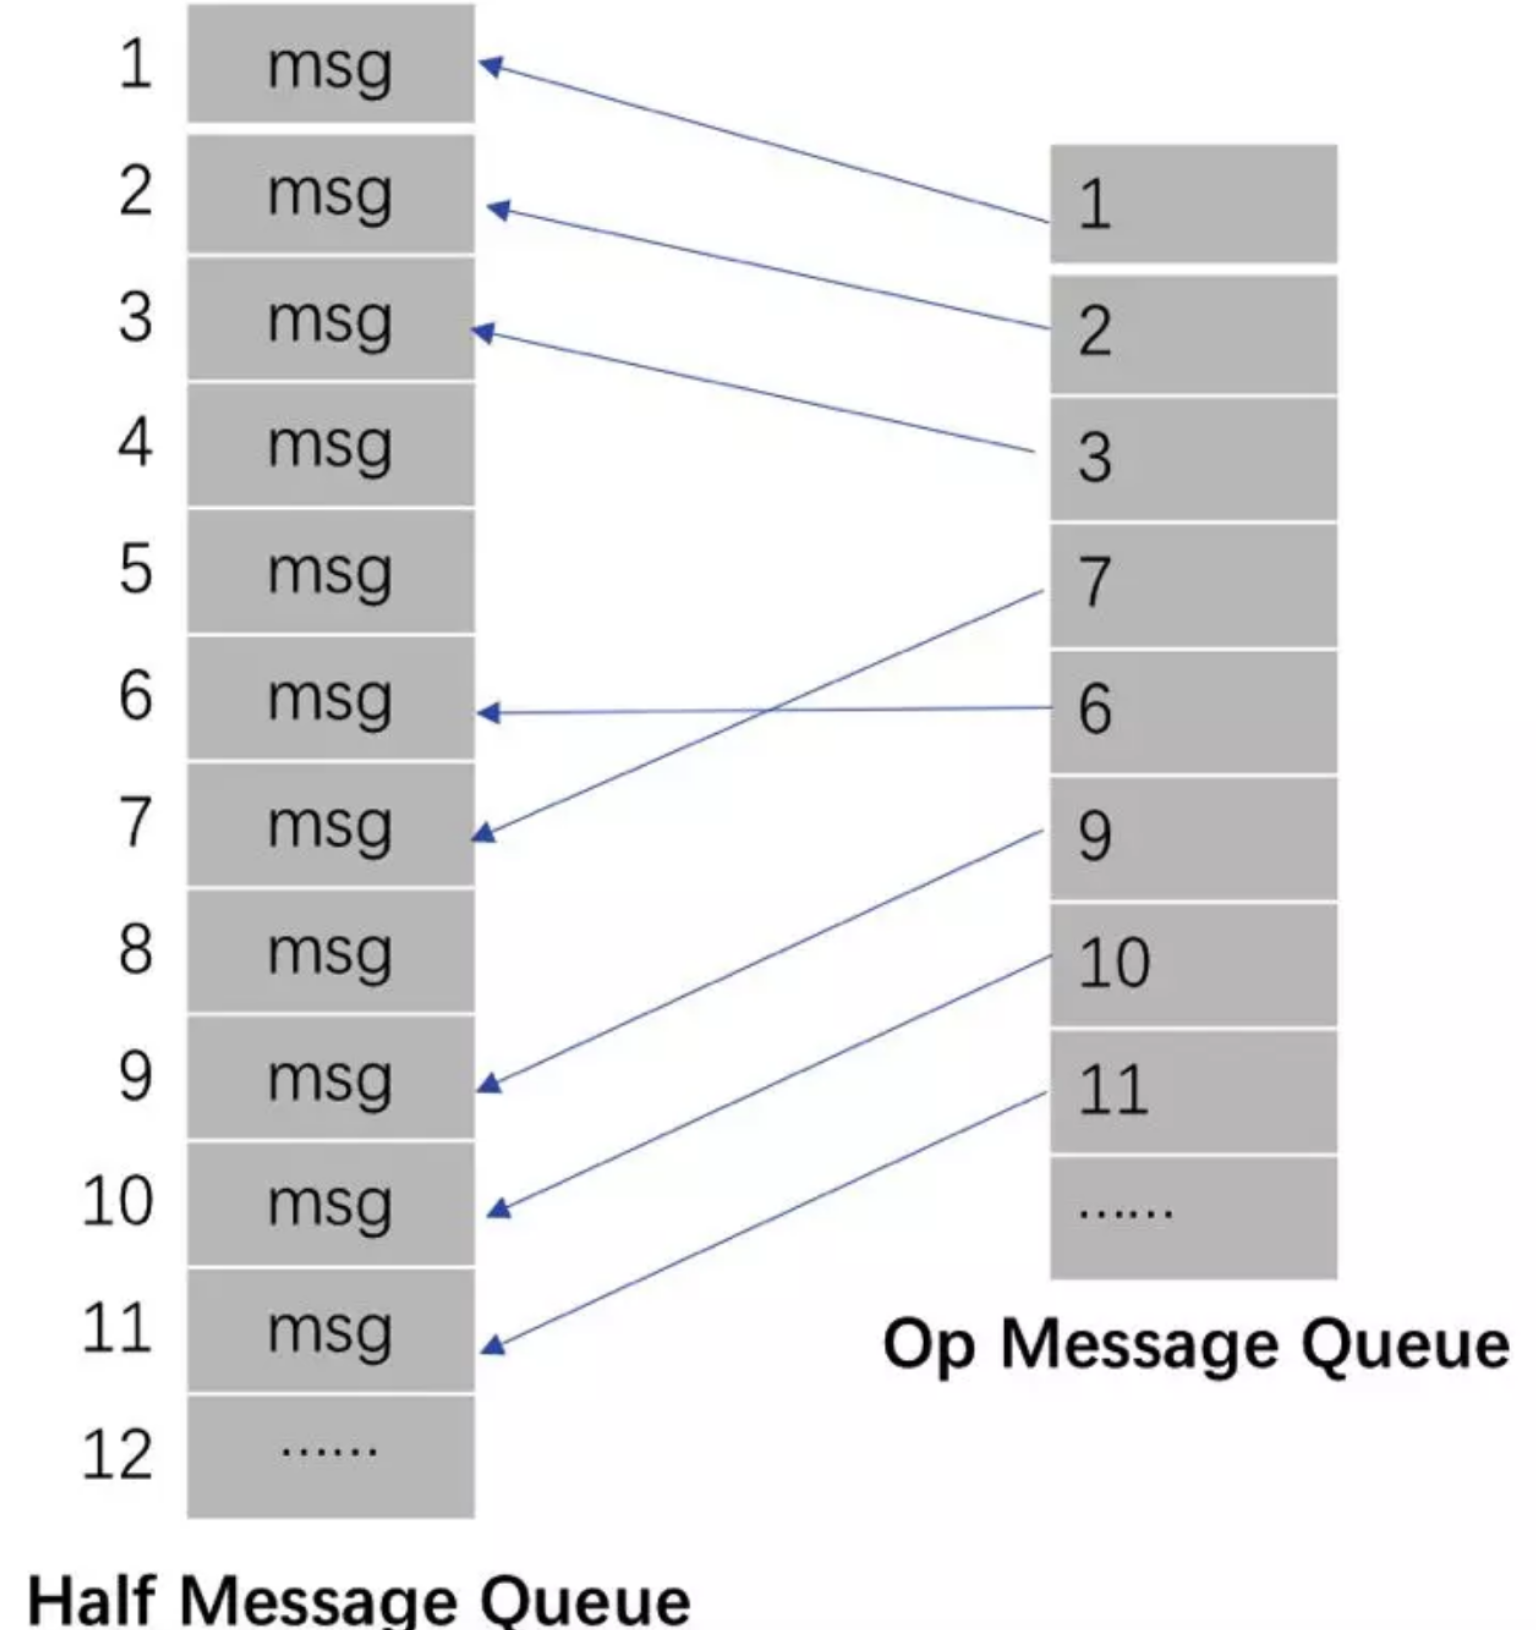 1 msg
2 msg
3 msg
4 msg
5 msg
6 msg
7 msg
8 msg
9 msg
10 msg
11 msg
12 ……
Half Message Queue
1
2
3
7
6
9
10
11
……
Op Message Queue